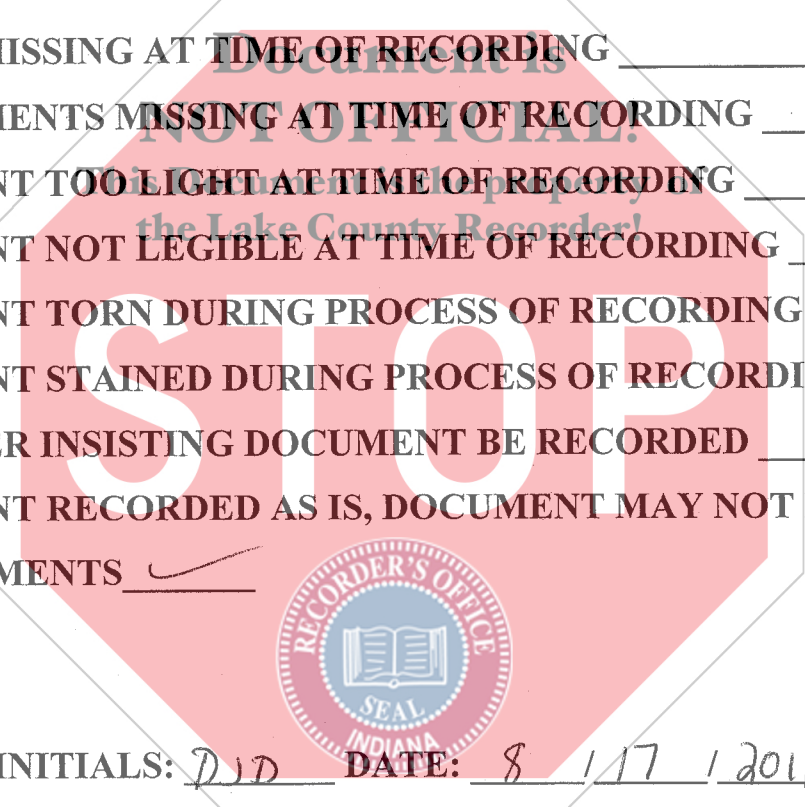 MISSING AT TIME OF RECORDING
MENTS MISSING AT TIME OF RECORDING
NT TOO LIGHT AT TIME OF RECORDING
NT NOT LEGIBLE AT TIME OF RECORDING
NT TORN DURING PROCESS OF RECORDING
NT STAINED DURING PROCESS OF RECORDI
ER INSISTING DOCUMENT BE RECORDED
NT RECORDED AS IS, DOCUMENT MAY NOT
MENTS
INITIALS: DJD DATE: 8 / 17 / 201
Document is
NOT OFFICIAL!
This Document is the property of
the Lake County Recorder!
STOP
RECORDER'S OFFICE
SEAL
INDIANA